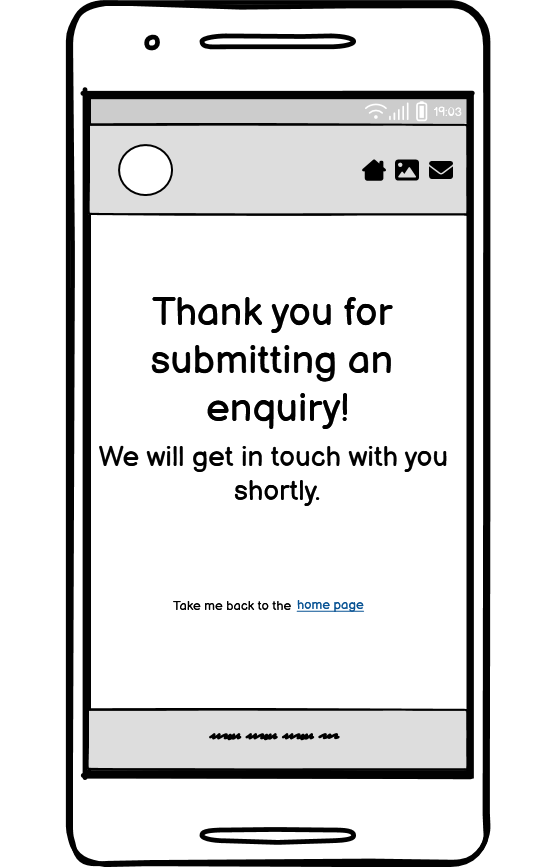 19:03
Thank you for
submitting an
enquiry!
We will get in touch with you
shortly.
Take me back to the home page